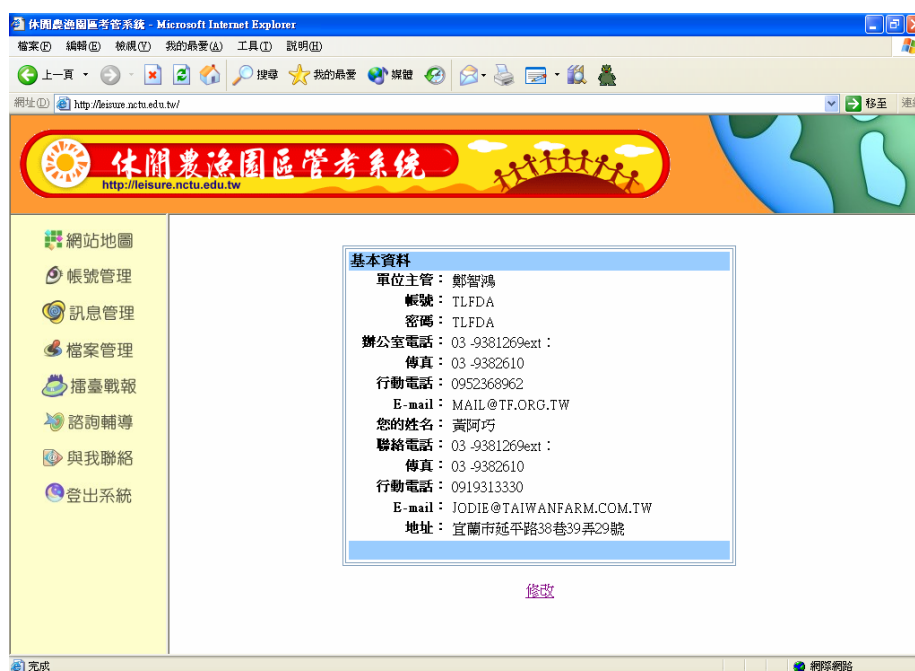 休閒農漁園區考管系統 - Microsoft Internet Explorer
檔案(F) 編輯(E) 檢視(V) 我的最愛(A) 工具(T) 說明(H)
上一頁 搜尋 我的最愛 媒體
網址(D) http://leisure.nctu.edu.tw/ 移至 連結
休閒農漁園區管考系統
http://leisure.nctu.edu.tw
網站地圖
帳號管理
訊息管理
檔案管理
擂臺戰報
諮詢輔導
與我聯絡
登出系統
基本資料
單位主管： 鄭智鴻
帳號： TLFDA
密碼： TLFDA
辦公室電話： 03 -9381269ext：
傳真： 03 -9382610
行動電話： 0952368962
E-mail： MAIL@TF.ORG.TW
您的姓名： 黃阿巧
聯絡電話： 03 -9381269ext：
傳真： 03 -9382610
行動電話： 0919313330
E-mail： JODIE@TAIWANFARM.COM.TW
地址： 宜蘭市延平路38巷39弄29號
修改
完成 網際網路